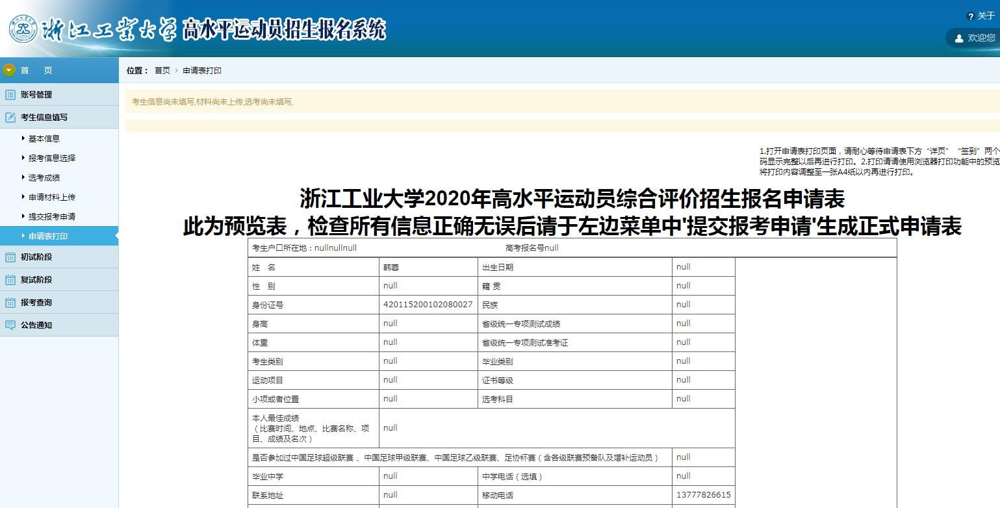 浙江工业大学 高水平运动员招生报名系统
关于
欢迎您
首 页
位置： 首页 › 申请表打印
账号管理
考生信息填写
基本信息
报考信息选择
选考成绩
申请材料上传
提交报考申请
申请表打印
初试阶段
复试阶段
报考查询
公告通知
考生信息尚未填写,材料尚未上传,选考尚未填写,
1.打开申请表打印页面，请耐心等待申请表下方“详页” “签到”两个
码显示完整以后再进行打印。2.打印请请使用浏览器打印功能中的预览
将打印内容调整至一张A4纸以内再进行打印。
浙江工业大学2020年高水平运动员综合评价招生报名申请表
此为预览表，检查所有信息正确无误后请于左边菜单中'提交报考申请'生成正式申请表
考生户口所在地：nullnullnull 高考报名号null
姓 名 韩蓉 出生日期 null
性 别 null 籍 贯 null
身份证号 420115200102080027 民族 null
身高 null 省级统一专项测试成绩 null
体重 null 省级统一专项测试准考证 null
考生类别 null 毕业类别 null
运动项目 null 证书等级 null
小项或者位置 null 选考科目 null
本人最佳成绩
（比赛时间、地点、比赛名称、项
目、成绩及名次） null
是否参加过中国足球超级联赛 、中国足球甲级联赛、中国足球乙级联赛、足协杯赛（含各级联赛预备队及增补运动员） null
毕业中学 null 中学电话（选填） null
联系地址 null 移动电话 13777826615